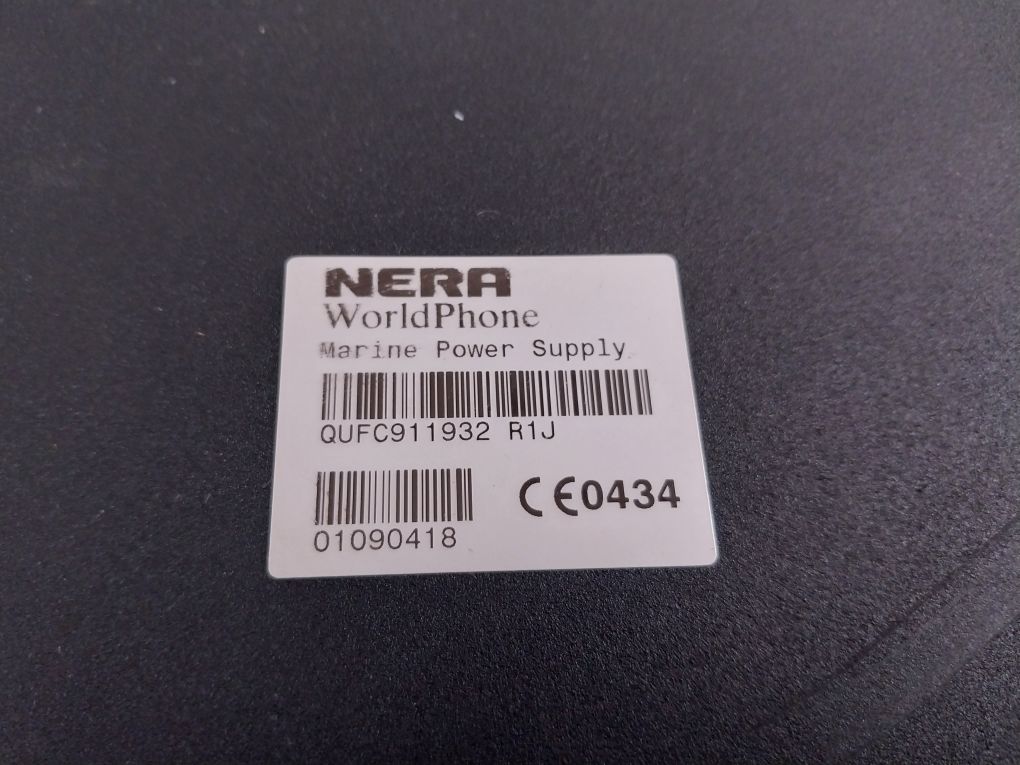 NERA
WorldPhone
Marine Power Supply
QUFC911932 R1J
01090418
CE0434